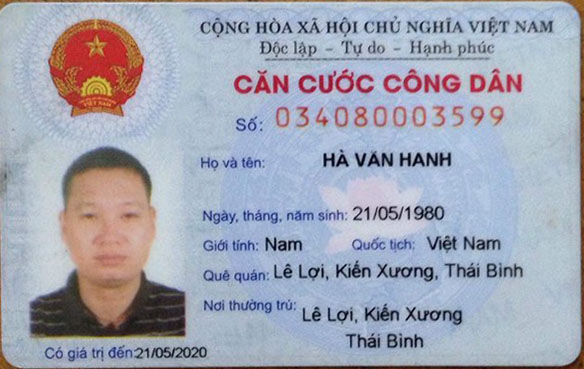 CỘNG HÒA XÃ HỘI CHỦ NGHĨA VIỆT NAM
Độc lập - Tự do - Hạnh phúc
CĂN CƯỚC CÔNG DÂN
Số: 034080003599
Họ và tên: HÀ VĂN HANH
Ngày, tháng, năm sinh: 21/05/1980
Giới tính: Nam Quốc tịch: Việt Nam
Quê quán: Lê Lợi, Kiến Xương, Thái Bình
Nơi thường trú: Lê Lợi, Kiến Xương
Thái Bình
Có giá trị đến: 21/05/2020
VIỆT NAM